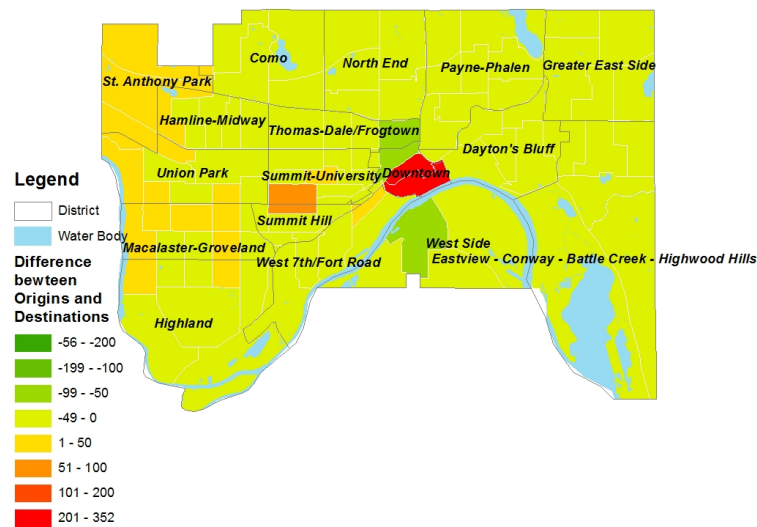 Como
North End
Payne-Phalen
Greater East Side
St. Anthony Park
Hamline-Midway
Thomas-Dale/Frogtown
Dayton's Bluff
Union Park
Summit-University
Downtown
Summit Hill
Macalaster-Groveland
West 7th/Fort Road
West Side
Eastview - Conway - Battle Creek - Highwood Hills
Highland
Legend
District
Water Body
Difference
bewteen
Origins and
Destinations
-56 - -200
-199 - -100
-99 - -50
-49 - 0
1 - 50
51 - 100
101 - 200
201 - 352